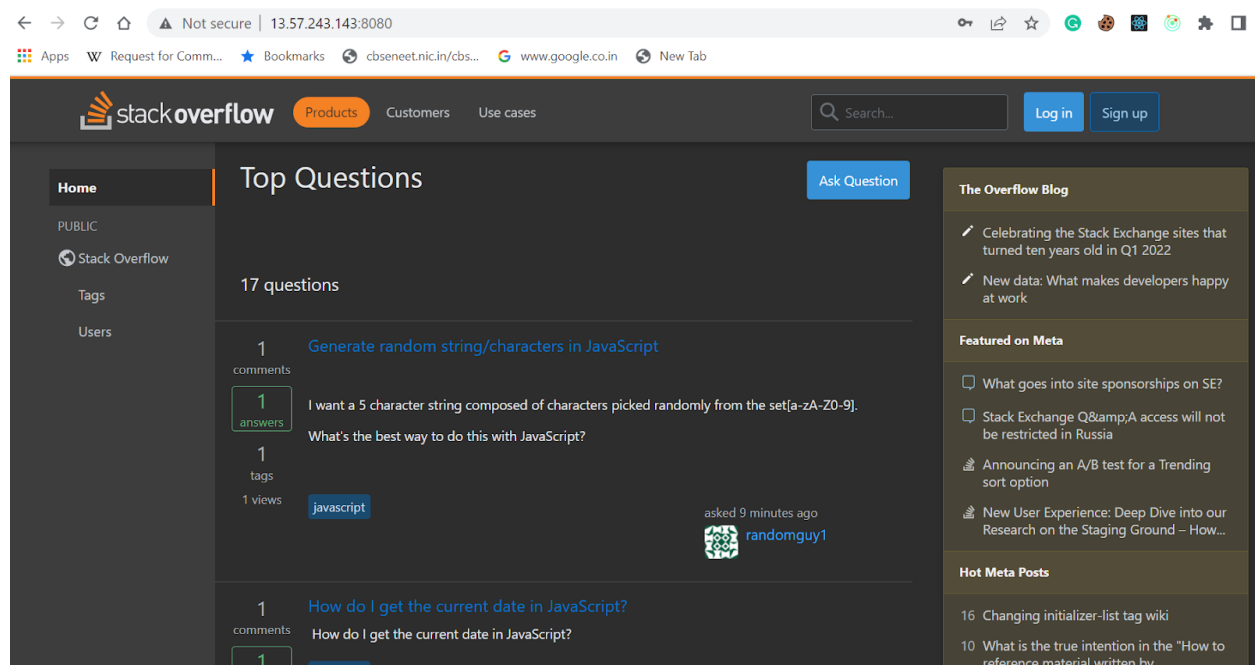 Not secure | 13.57.243.143:8080
Apps W Request for Comm... Bookmarks cbseneet.nic.in/cbs... www.google.co.in New Tab
stackoverflow Products Customers Use cases Search... Log in Sign up
Home
PUBLIC
Stack Overflow
Tags
Users
Top Questions
Ask Question
17 questions
1
comments
1
answers
1
tags
1 views
Generate random string/characters in JavaScript
I want a 5 character string composed of characters picked randomly from the set[a-zA-Z0-9].
What's the best way to do this with JavaScript?
javascript
asked 9 minutes ago
randomguy1
1
comments
1
How do I get the current date in JavaScript?
How do I get the current date in JavaScript?
The Overflow Blog
Celebrating the Stack Exchange sites that
turned ten years old in Q1 2022
New data: What makes developers happy
at work
Featured on Meta
What goes into site sponsorships on SE?
Stack Exchange Q&amp;A access will not
be restricted in Russia
Announcing an A/B test for a Trending
sort option
New User Experience: Deep Dive into our
Research on the Staging Ground – How...
Hot Meta Posts
16 Changing initializer-list tag wiki
10 What is the true intention in the "How to
reference material written by